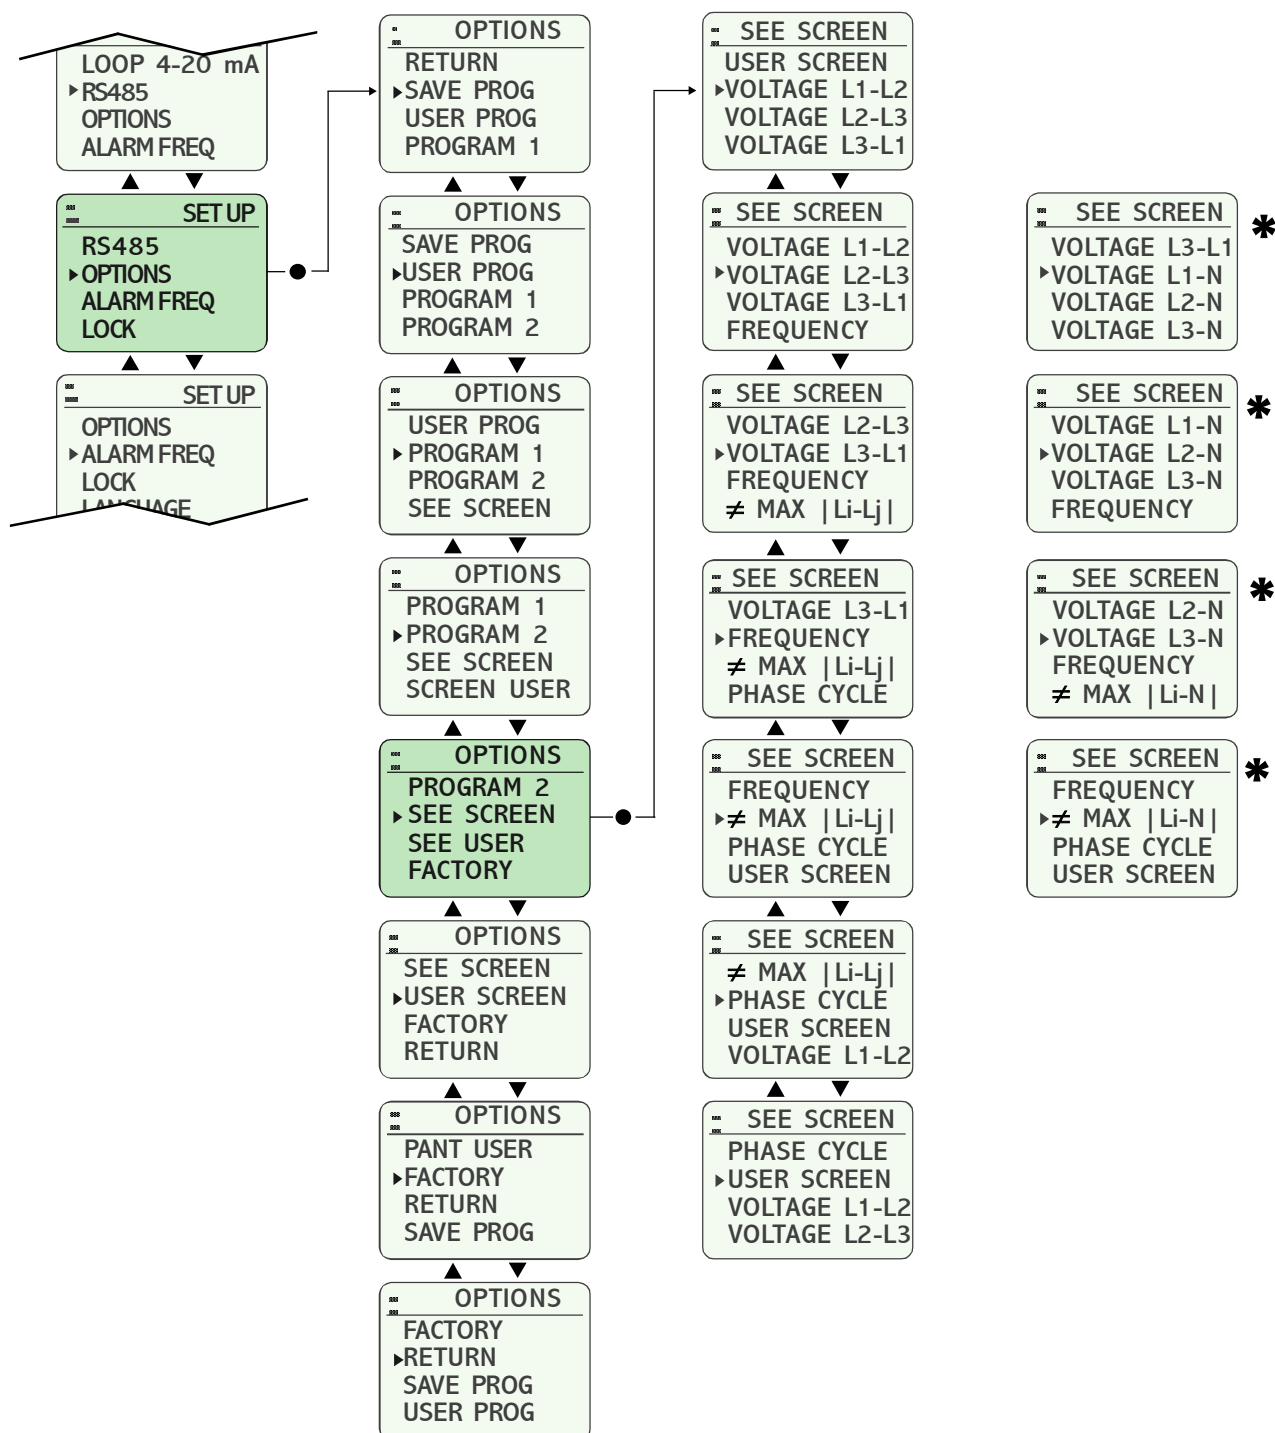 LOOP 4-20 mA
RS485
OPTIONS
ALARM FREQ
SET UP
RS485
OPTIONS
ALARM FREQ
LOCK
SET UP
OPTIONS
ALARM FREQ
LOCK
LANGUAGE
OPTIONS
RETURN
SAVE PROG
USER PROG
PROGRAM 1
OPTIONS
SAVE PROG
USER PROG
PROGRAM 1
PROGRAM 2
OPTIONS
USER PROG
PROGRAM 1
PROGRAM 2
SEE SCREEN
OPTIONS
PROGRAM 1
PROGRAM 2
SEE SCREEN
SCREEN USER
OPTIONS
PROGRAM 2
SEE SCREEN
SEE USER
FACTORY
OPTIONS
SEE SCREEN
USER SCREEN
FACTORY
RETURN
OPTIONS
PANT USER
FACTORY
RETURN
SAVE PROG
OPTIONS
FACTORY
RETURN
SAVE PROG
USER PROG
SEE SCREEN
USER SCREEN
VOLTAGE L1-L2
VOLTAGE L2-L3
VOLTAGE L3-L1
SEE SCREEN
VOLTAGE L1-L2
VOLTAGE L2-L3
VOLTAGE L3-L1
FREQUENCY
SEE SCREEN
VOLTAGE L2-L3
VOLTAGE L3-L1
FREQUENCY
≠ MAX |Li-Lj|
SEE SCREEN
VOLTAGE L3-L1
FREQUENCY
≠ MAX |Li-Lj|
PHASE CYCLE
SEE SCREEN
FREQUENCY
≠ MAX |Li-Lj|
PHASE CYCLE
USER SCREEN
SEE SCREEN
≠ MAX |Li-Lj|
PHASE CYCLE
USER SCREEN
VOLTAGE L1-L2
SEE SCREEN
PHASE CYCLE
USER SCREEN
VOLTAGE L1-L2
VOLTAGE L2-L3
SEE SCREEN *
VOLTAGE L3-L1
VOLTAGE L1-N
VOLTAGE L2-N
VOLTAGE L3-N
SEE SCREEN *
VOLTAGE L1-N
VOLTAGE L2-N
VOLTAGE L3-N
FREQUENCY
SEE SCREEN *
VOLTAGE L2-N
VOLTAGE L3-N
FREQUENCY
≠ MAX |Li-N|
SEE SCREEN *
FREQUENCY
≠ MAX |Li-N|
PHASE CYCLE
USER SCREEN